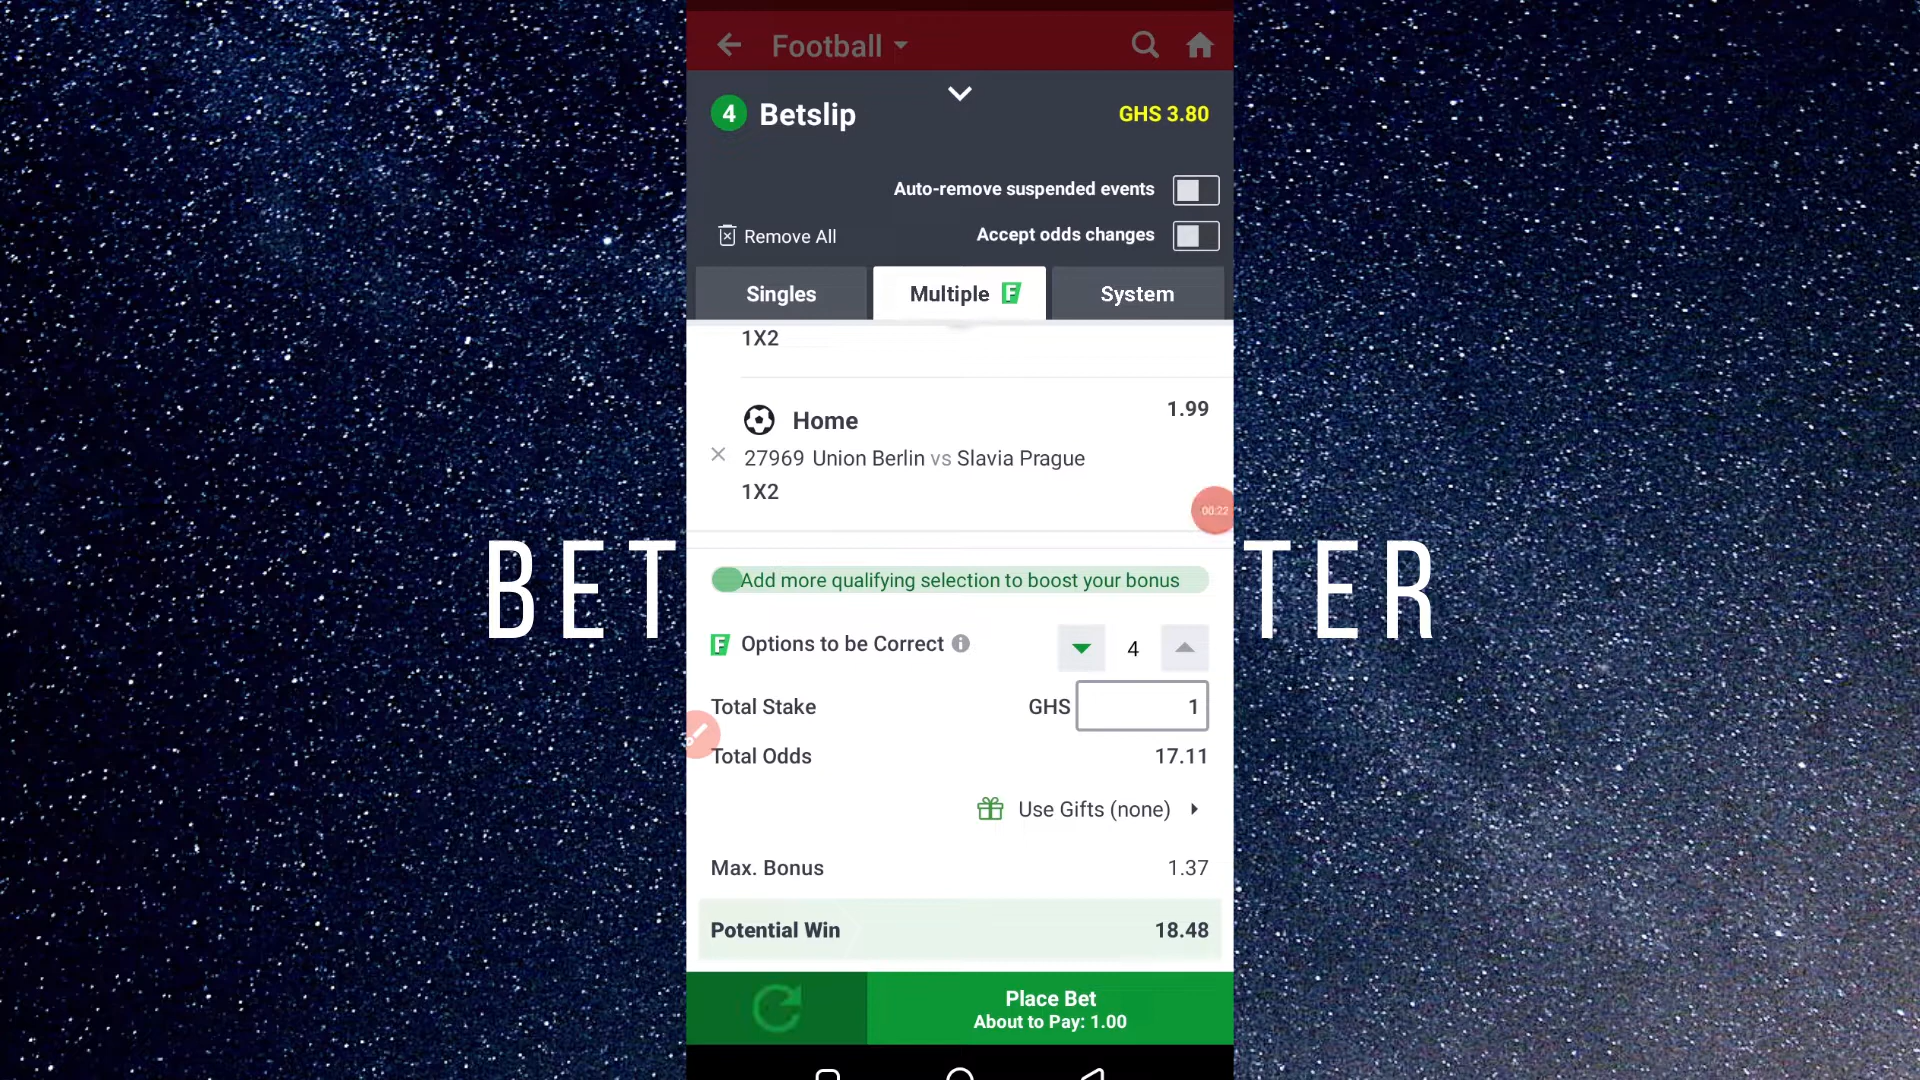 Football
4 Betslip GHS 3.80
Auto-remove suspended events
Remove All Accept odds changes
Singles Multiple F System
1X2
Home 1.99
27969 Union Berlin vs Slavia Prague
1X2
00:22
BET TER
Add more qualifying selection to boost your bonus
F Options to be Correct 4
Total Stake GHS 1
Total Odds 17.11
Use Gifts (none)
Max. Bonus 1.37
Potential Win 18.48
Place Bet
About to Pay: 1.00